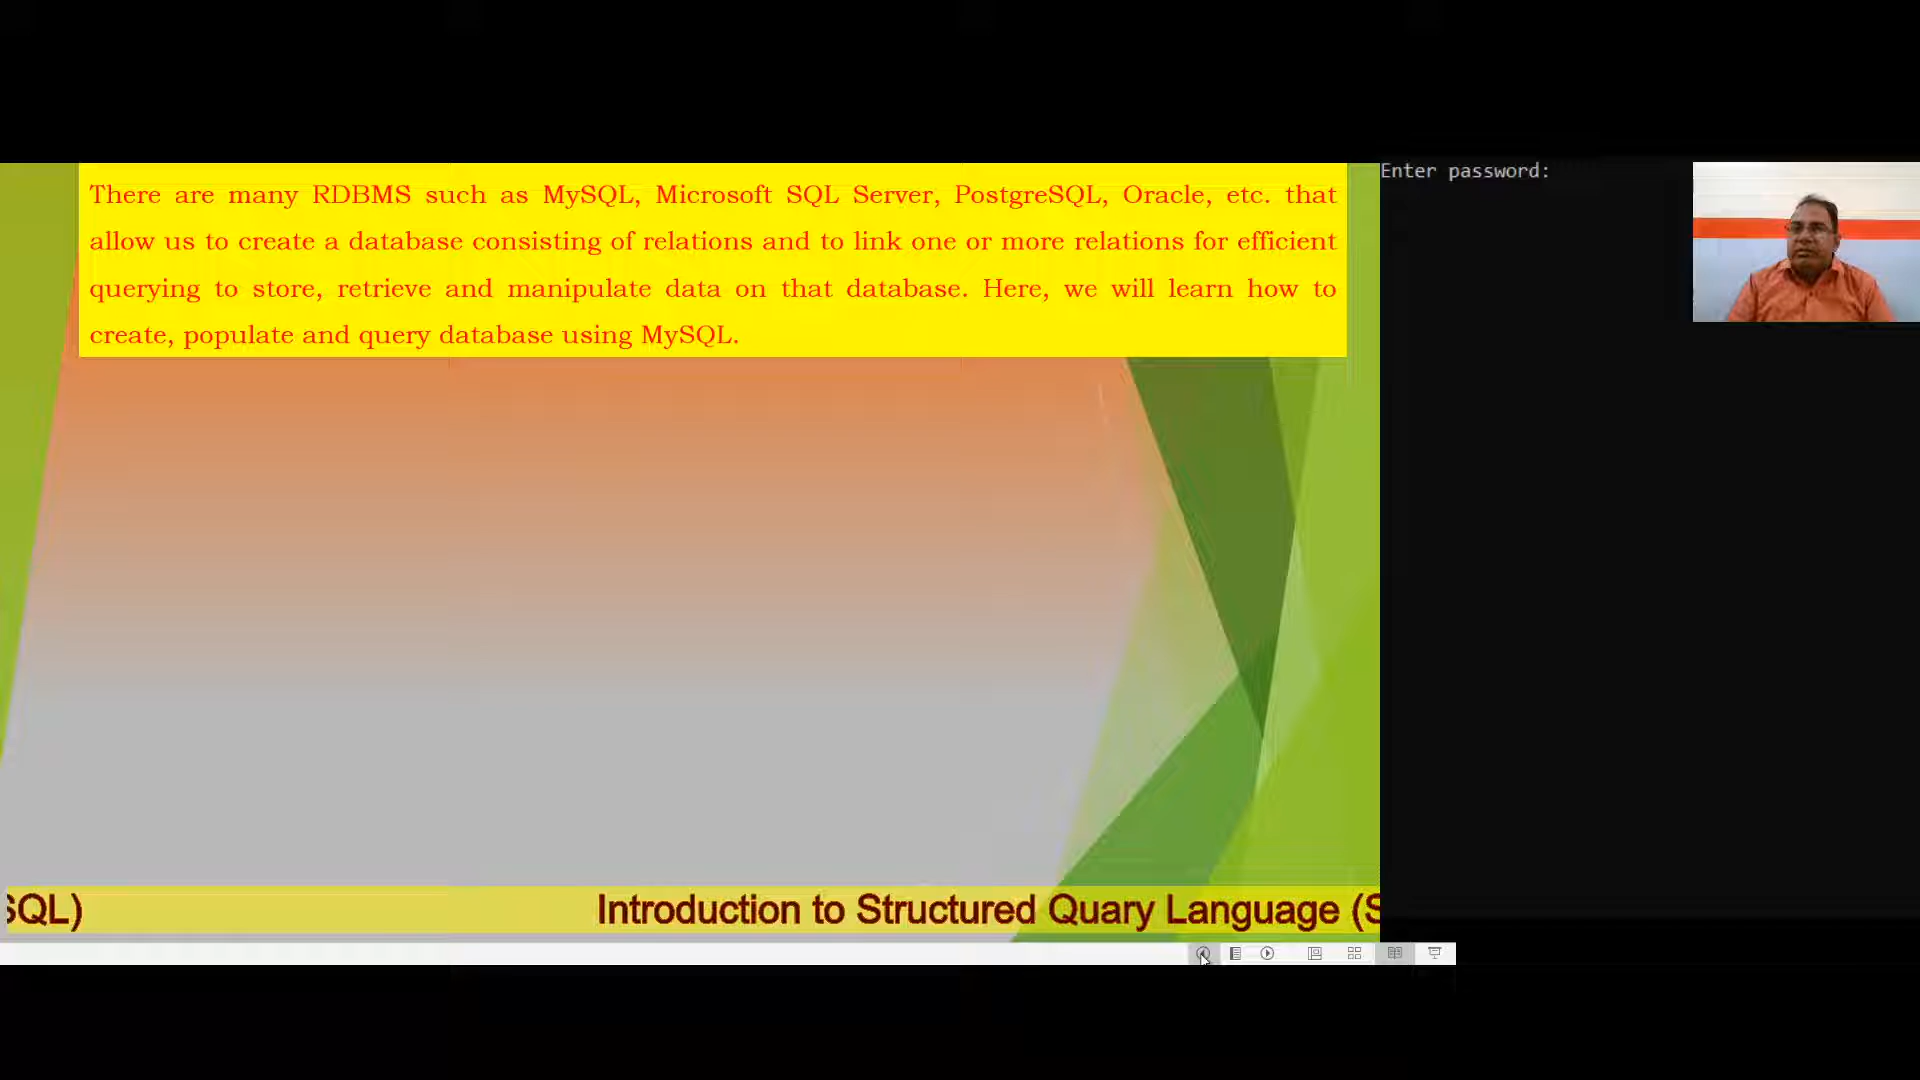 There are many RDBMS such as MySQL, Microsoft SQL Server, PostgreSQL, Oracle, etc. that
allow us to create a database consisting of relations and to link one or more relations for efficient
querying to store, retrieve and manipulate data on that database. Here, we will learn how to
create, populate and query database using MySQL.
Enter password:
SQL) Introduction to Structured Quary Language (S